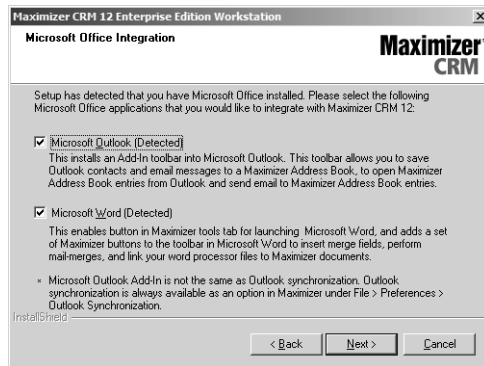 Maximizer CRM 12 Enterprise Edition Workstation
Microsoft Office Integration
Maximizer
CRM
Setup has detected that you have Microsoft Office installed. Please select the following
Microsoft Office applications that you would like to integrate with Maximizer CRM 12:
Microsoft Outlook (Detected)
This installs an Add-In toolbar into Microsoft Outlook. This toolbar allows you to save
Outlook contacts and email messages to a Maximizer Address Book, to open Maximizer
Address Book entries from Outlook and send email to Maximizer Address Book entries.
Microsoft Word (Detected)
This enables button in Maximizer tools tab for launching Microsoft Word, and adds a set
of Maximizer buttons to the toolbar in Microsoft Word to insert merge fields, perform
mail-merges, and link your word processor files to Maximizer documents.
* Microsoft Outlook Add-In is not the same as Outlook synchronization. Outlook
synchronization is always available as an option in Maximizer under File > Preferences >
Outlook Synchronization.
InstallShield
< Back Next > Cancel